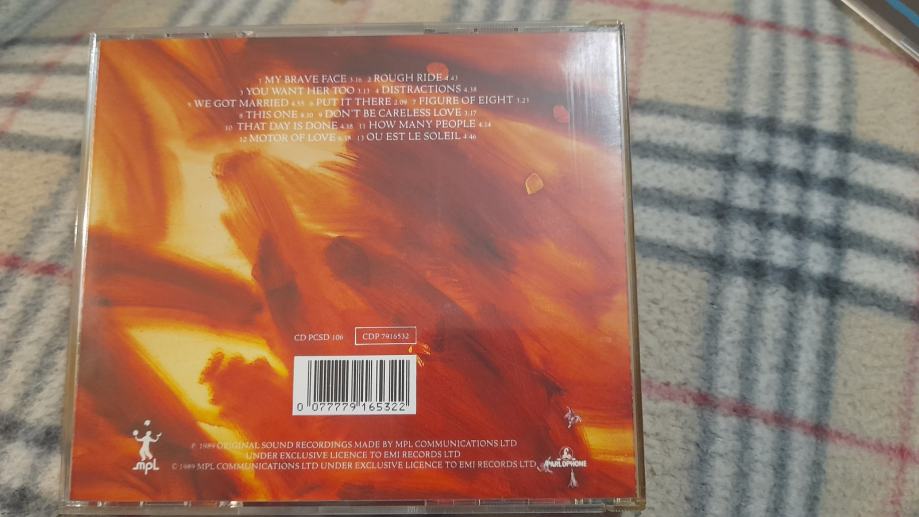 1 MY BRAVE FACE 3.16 2 ROUGH RIDE 4.43
3 YOU WANT HER TOO 3.13 4 DISTRACTIONS 4.38
5 WE GOT MARRIED 4.55 6 PUT IT THERE 2.09 7 FIGURE OF EIGHT 3.23
8 THIS ONE 4.10 9 DON'T BE CARELESS LOVE 3.17
10 THAT DAY IS DONE 4.18 11 HOW MANY PEOPLE 4.14
12 MOTOR OF LOVE 6.18 13 OU EST LE SOLEIL 4.46
CD PCSD 106 CDP 7916532
0 077779 165322
mpl
P 1989 ORIGINAL SOUND RECORDINGS MADE BY MPL COMMUNICATIONS LTD
UNDER EXCLUSIVE LICENCE TO EMI RECORDS LTD
© 1989 MPL COMMUNICATIONS LTD UNDER EXCLUSIVE LICENCE TO EMI RECORDS LTD.
PARLOPHONE